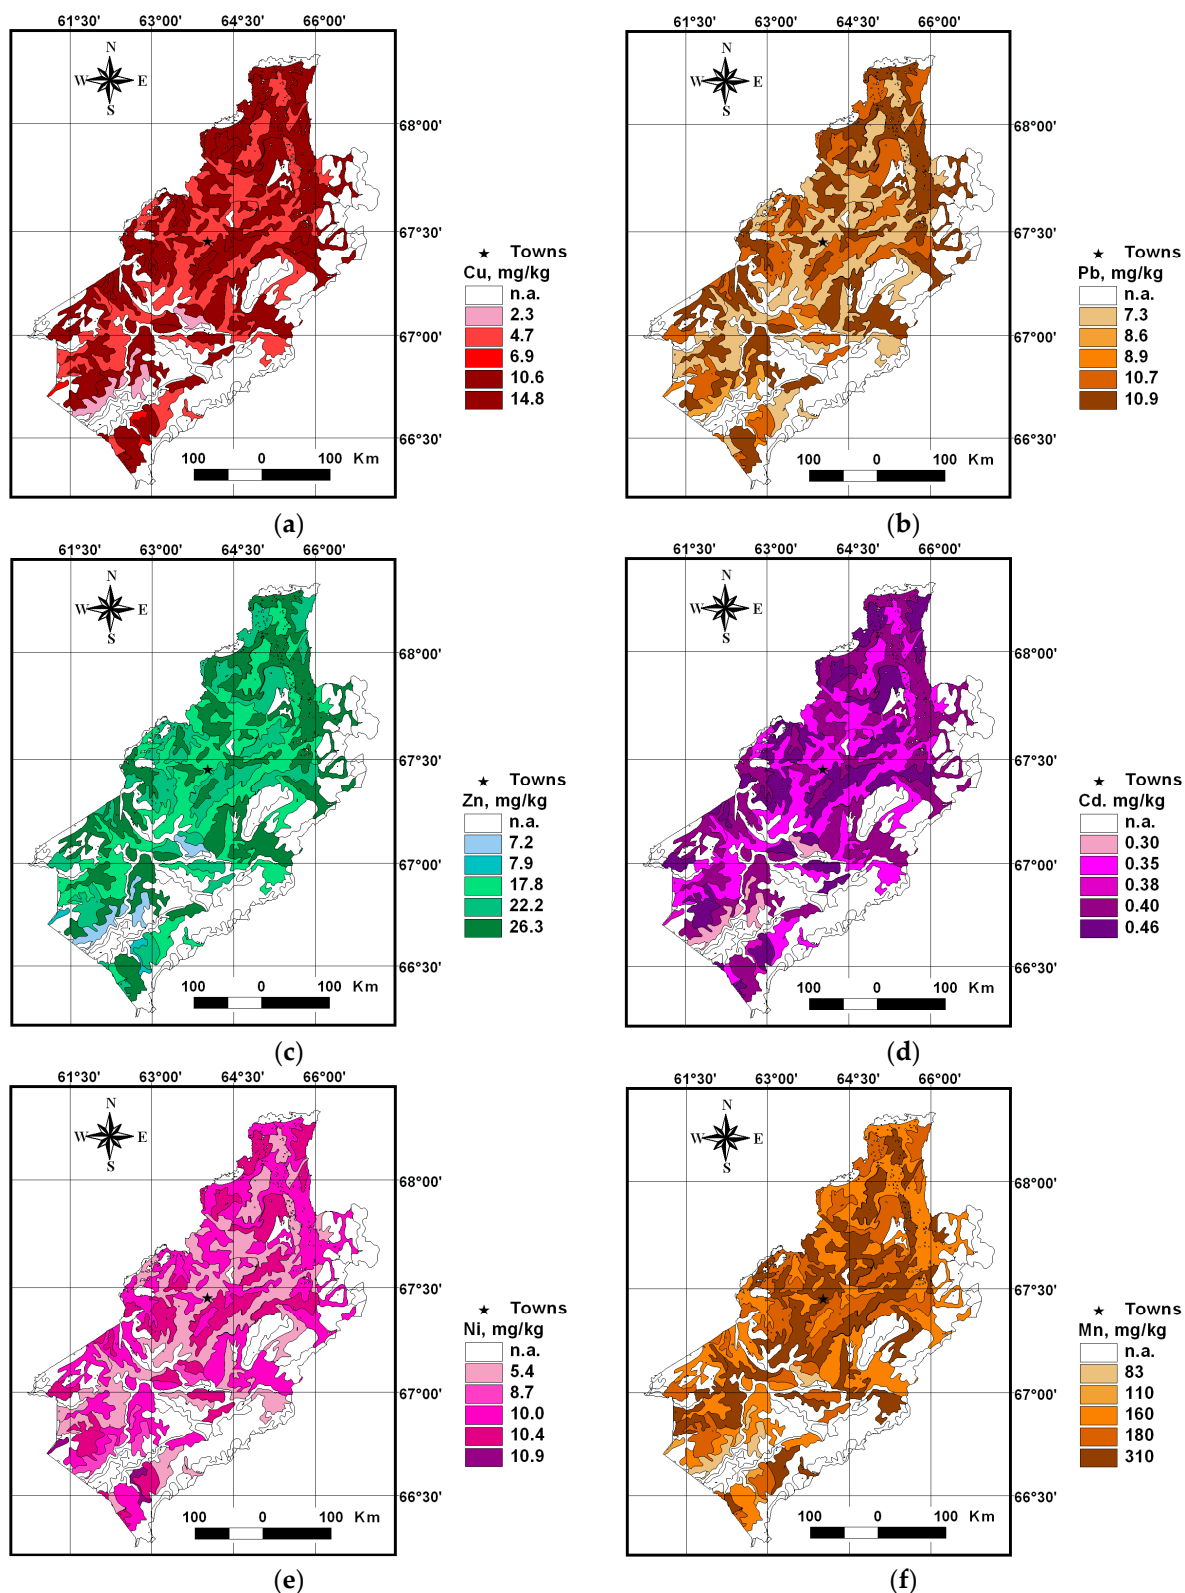 61°30' 63°00' 64°30' 66°00'
N
W E
S
68°00'
67°30'
67°00'
66°30'
Towns
Cu, mg/kg
n.a.
2.3
4.7
6.9
10.6
14.8
100 0 100 Km
(a)
61°30' 63°00' 64°30' 66°00'
N
W E
S
68°00'
67°30'
67°00'
66°30'
Towns
Pb, mg/kg
n.a.
7.3
8.6
8.9
10.7
10.9
100 0 100 Km
(b)
61°30' 63°00' 64°30' 66°00'
N
W E
S
68°00'
67°30'
67°00'
66°30'
Towns
Zn, mg/kg
n.a.
7.2
7.9
17.8
22.2
26.3
100 0 100 Km
(c)
61°30' 63°00' 64°30' 66°00'
N
W E
S
68°00'
67°30'
67°00'
66°30'
Towns
Cd. mg/kg
n.a.
0.30
0.35
0.38
0.40
0.46
100 0 100 Km
(d)
61°30' 63°00' 64°30' 66°00'
N
W E
S
68°00'
67°30'
67°00'
66°30'
Towns
Ni, mg/kg
n.a.
5.4
8.7
10.0
10.4
10.9
100 0 100 Km
(e)
61°30' 63°00' 64°30' 66°00'
N
W E
S
68°00'
67°30'
67°00'
66°30'
Towns
Mn, mg/kg
n.a.
83
110
160
180
310
100 0 100 Km
(f)